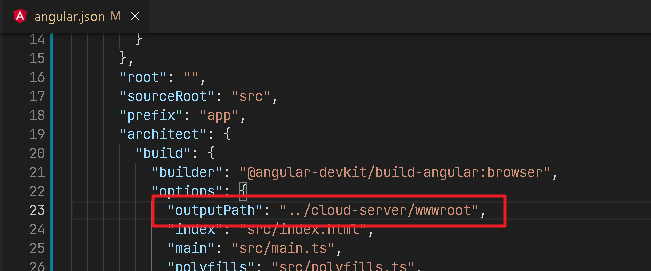 angular.json M ×
14 }
15 },
16 "root": "",
17 "sourceRoot": "src",
18 "prefix": "app",
19 "architect": {
20 "build": {
21 "builder": "@angular-devkit/build-angular:browser",
22 "options": {
23 "outputPath": "../cloud-server/wwwroot",
24 "index": "src/index.html",
25 "main": "src/main.ts",
26 "polyfills": "src/polyfills.ts",